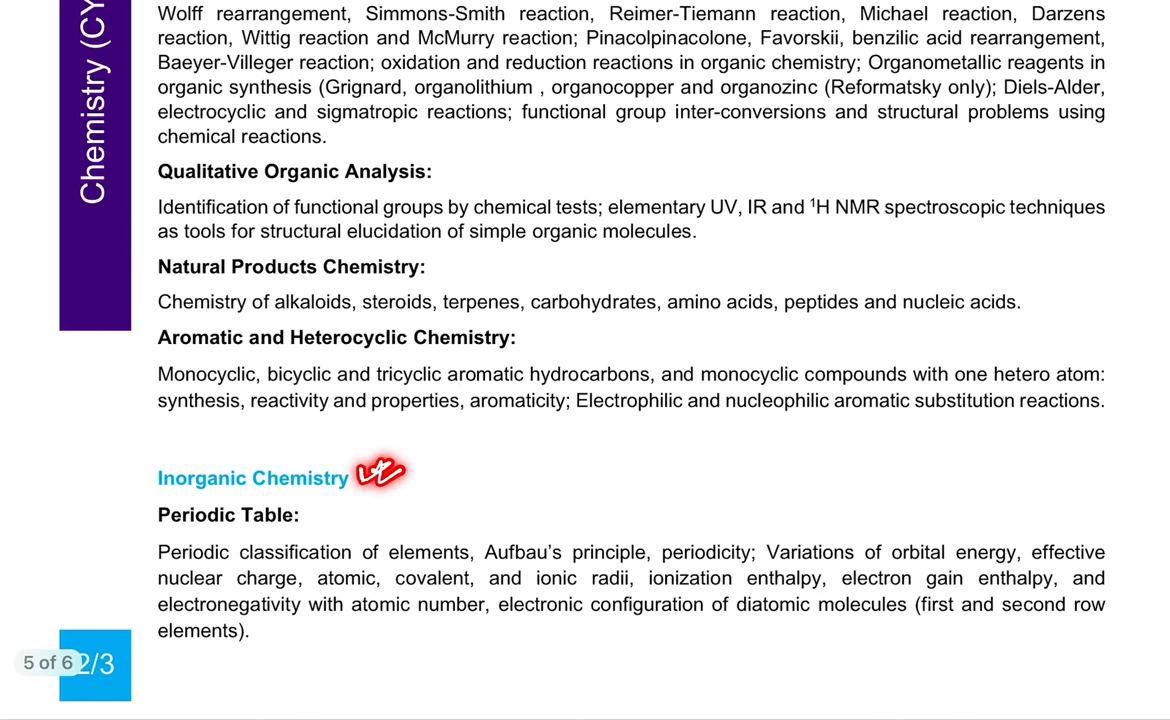 Chemistry (CY
Wolff rearrangement, Simmons-Smith reaction, Reimer-Tiemann reaction, Michael reaction, Darzens
reaction, Wittig reaction and McMurry reaction; Pinacolpinacolone, Favorskii, benzilic acid rearrangement,
Baeyer-Villeger reaction; oxidation and reduction reactions in organic chemistry; Organometallic reagents in
organic synthesis (Grignard, organolithium , organocopper and organozinc (Reformatsky only); Diels-Alder,
electrocyclic and sigmatropic reactions; functional group inter-conversions and structural problems using
chemical reactions.
Qualitative Organic Analysis:
Identification of functional groups by chemical tests; elementary UV, IR and ¹H NMR spectroscopic techniques
as tools for structural elucidation of simple organic molecules.
Natural Products Chemistry:
Chemistry of alkaloids, steroids, terpenes, carbohydrates, amino acids, peptides and nucleic acids.
Aromatic and Heterocyclic Chemistry:
Monocyclic, bicyclic and tricyclic aromatic hydrocarbons, and monocyclic compounds with one hetero atom:
synthesis, reactivity and properties, aromaticity; Electrophilic and nucleophilic aromatic substitution reactions.
Inorganic Chemistry
Periodic Table:
Periodic classification of elements, Aufbau’s principle, periodicity; Variations of orbital energy, effective
nuclear charge, atomic, covalent, and ionic radii, ionization enthalpy, electron gain enthalpy, and
electronegativity with atomic number, electronic configuration of diatomic molecules (first and second row
elements).
5 of 6
2/3